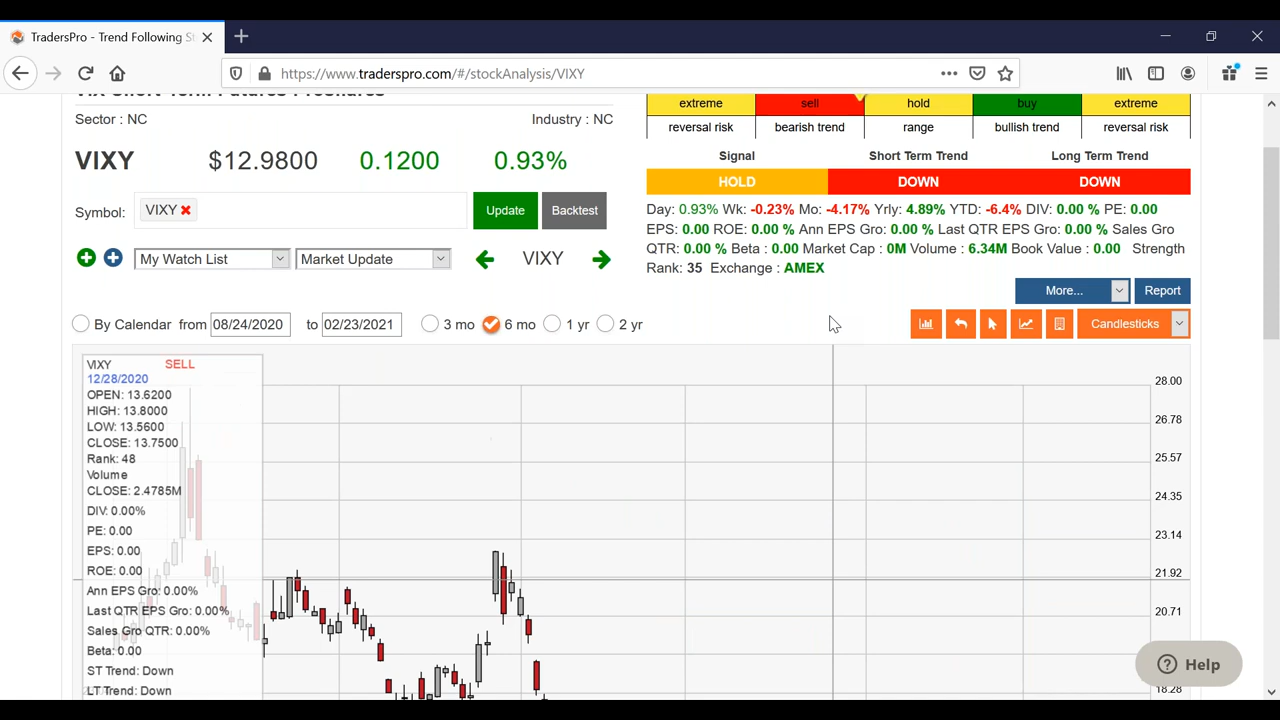 TradersPro - Trend Following St
https://www.traderspro.com/#/stockAnalysis/VIXY
Sector : NC
Industry : NC
VIXY $12.9800 0.1200 0.93%
Symbol: VIXY Update Backtest
My Watch List Market Update VIXY
extreme sell hold buy extreme
reversal risk bearish trend range bullish trend reversal risk
Signal Short Term Trend Long Term Trend
HOLD DOWN DOWN
Day: 0.93% Wk: -0.23% Mo: -4.17% Yrly: 4.89% YTD: -6.4% DIV: 0.00 % PE: 0.00
EPS: 0.00 ROE: 0.00 % Ann EPS Gro: 0.00 % Last QTR EPS Gro: 0.00 % Sales Gro
QTR: 0.00 % Beta : 0.00 Market Cap : 0M Volume : 6.34M Book Value : 0.00 Strength
Rank: 35 Exchange : AMEX
More... Report
By Calendar from 08/24/2020 to 02/23/2021 3 mo 6 mo 1 yr 2 yr
Candlesticks
VIXY SELL
12/28/2020
OPEN: 13.6200
HIGH: 13.8000
LOW: 13.5600
CLOSE: 13.7500
Rank: 48
Volume
CLOSE: 2.4785M
DIV: 0.00%
PE: 0.00
EPS: 0.00
ROE: 0.00
Ann EPS Gro: 0.00%
Last QTR EPS Gro: 0.00%
Sales Gro QTR: 0.00%
Beta: 0.00
ST Trend: Down
LT Trend: Down
28.00
26.78
25.57
24.35
23.14
21.92
20.71
18.28
Help